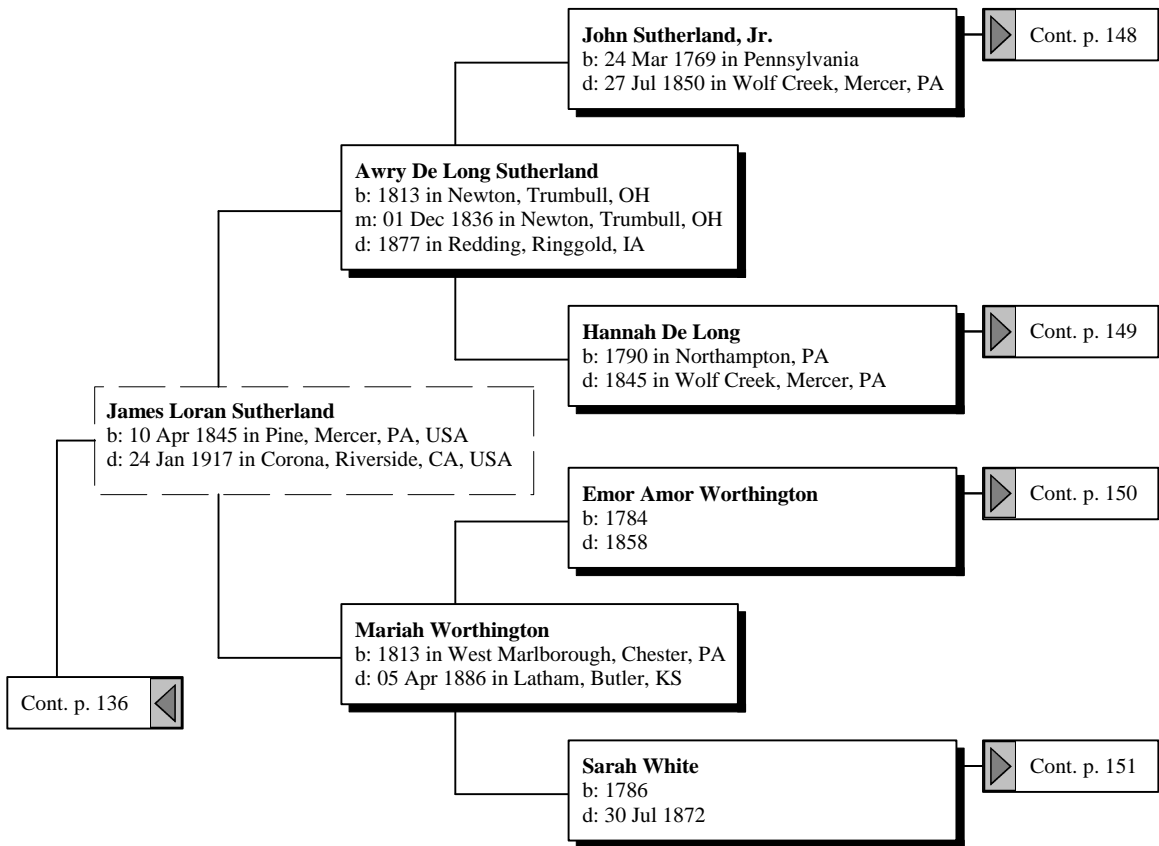 John Sutherland, Jr.
b: 24 Mar 1769 in Pennsylvania
d: 27 Jul 1850 in Wolf Creek, Mercer, PA
Cont. p. 148
Awry De Long Sutherland
b: 1813 in Newton, Trumbull, OH
m: 01 Dec 1836 in Newton, Trumbull, OH
d: 1877 in Redding, Ringgold, IA
Hannah De Long
b: 1790 in Northampton, PA
d: 1845 in Wolf Creek, Mercer, PA
Cont. p. 149
James Loran Sutherland
b: 10 Apr 1845 in Pine, Mercer, PA, USA
d: 24 Jan 1917 in Corona, Riverside, CA, USA
Emor Amor Worthington
b: 1784
d: 1858
Cont. p. 150
Mariah Worthington
b: 1813 in West Marlborough, Chester, PA
d: 05 Apr 1886 in Latham, Butler, KS
Cont. p. 136
Sarah White
b: 1786
d: 30 Jul 1872
Cont. p. 151